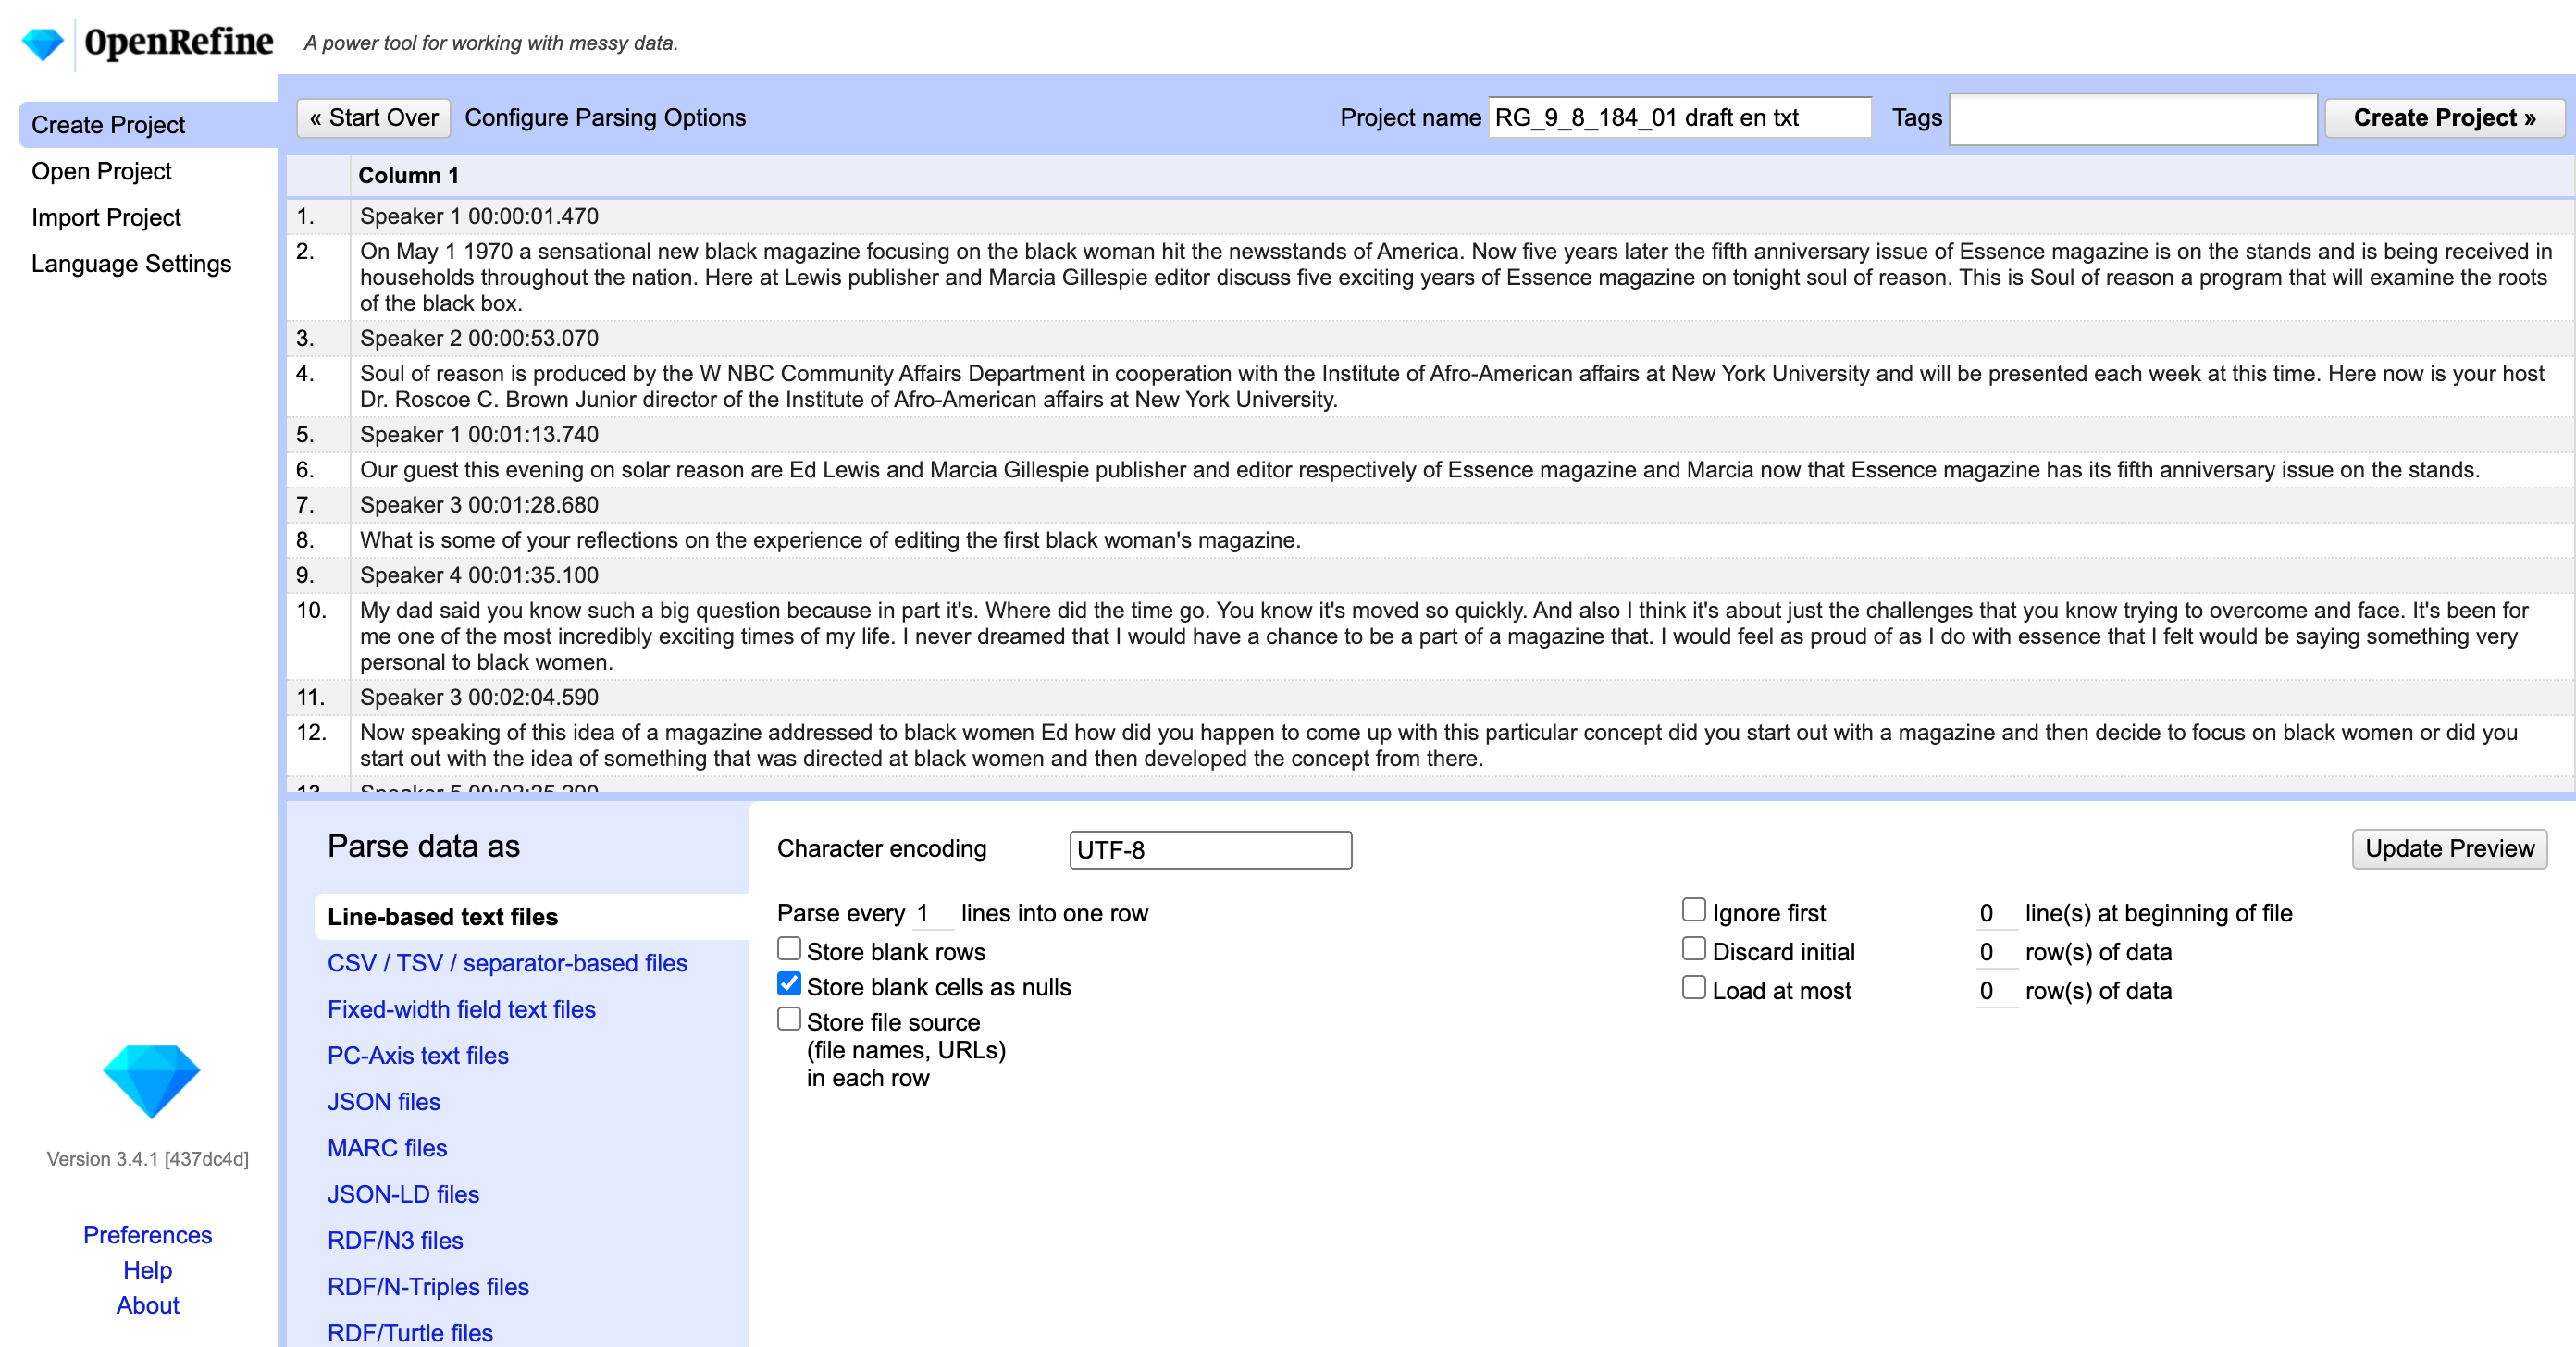 OpenRefine A power tool for working with messy data.
Create Project
Open Project
Import Project
Language Settings
« Start Over Configure Parsing Options Project name RG_9_8_184_01 draft en txt Tags Create Project »
Column 1
1. Speaker 1 00:00:01.470
2. On May 1 1970 a sensational new black magazine focusing on the black woman hit the newsstands of America. Now five years later the fifth anniversary issue of Essence magazine is on the stands and is being received in
households throughout the nation. Here at Lewis publisher and Marcia Gillespie editor discuss five exciting years of Essence magazine on tonight soul of reason. This is Soul of reason a program that will examine the roots
of the black box.
3. Speaker 2 00:00:53.070
4. Soul of reason is produced by the W NBC Community Affairs Department in cooperation with the Institute of Afro-American affairs at New York University and will be presented each week at this time. Here now is your host
Dr. Roscoe C. Brown Junior director of the Institute of Afro-American affairs at New York University.
5. Speaker 1 00:01:13.740
6. Our guest this evening on solar reason are Ed Lewis and Marcia Gillespie publisher and editor respectively of Essence magazine and Marcia now that Essence magazine has its fifth anniversary issue on the stands.
7. Speaker 3 00:01:28.680
8. What is some of your reflections on the experience of editing the first black woman's magazine.
9. Speaker 4 00:01:35.100
10. My dad said you know such a big question because in part it's. Where did the time go. You know it's moved so quickly. And also I think it's about just the challenges that you know trying to overcome and face. It's been for
me one of the most incredibly exciting times of my life. I never dreamed that I would have a chance to be a part of a magazine that. I would feel as proud of as I do with essence that I felt would be saying something very
personal to black women.
11. Speaker 3 00:02:04.590
12. Now speaking of this idea of a magazine addressed to black women Ed how did you happen to come up with this particular concept did you start out with a magazine and then decide to focus on black women or did you
start out with the idea of something that was directed at black women and then developed the concept from there.
13. Speaker 5 00:02:25.290
Parse data as
Line-based text files
CSV / TSV / separator-based files
Fixed-width field text files
PC-Axis text files
JSON files
MARC files
JSON-LD files
RDF/N3 files
RDF/N-Triples files
RDF/Turtle files
Character encoding UTF-8
Update Preview
Parse every 1 lines into one row
Store blank rows
Store blank cells as nulls
Store file source
(file names, URLs)
in each row
Ignore first 0 line(s) at beginning of file
Discard initial 0 row(s) of data
Load at most 0 row(s) of data
Version 3.4.1 [437dc4d]
Preferences
Help
About